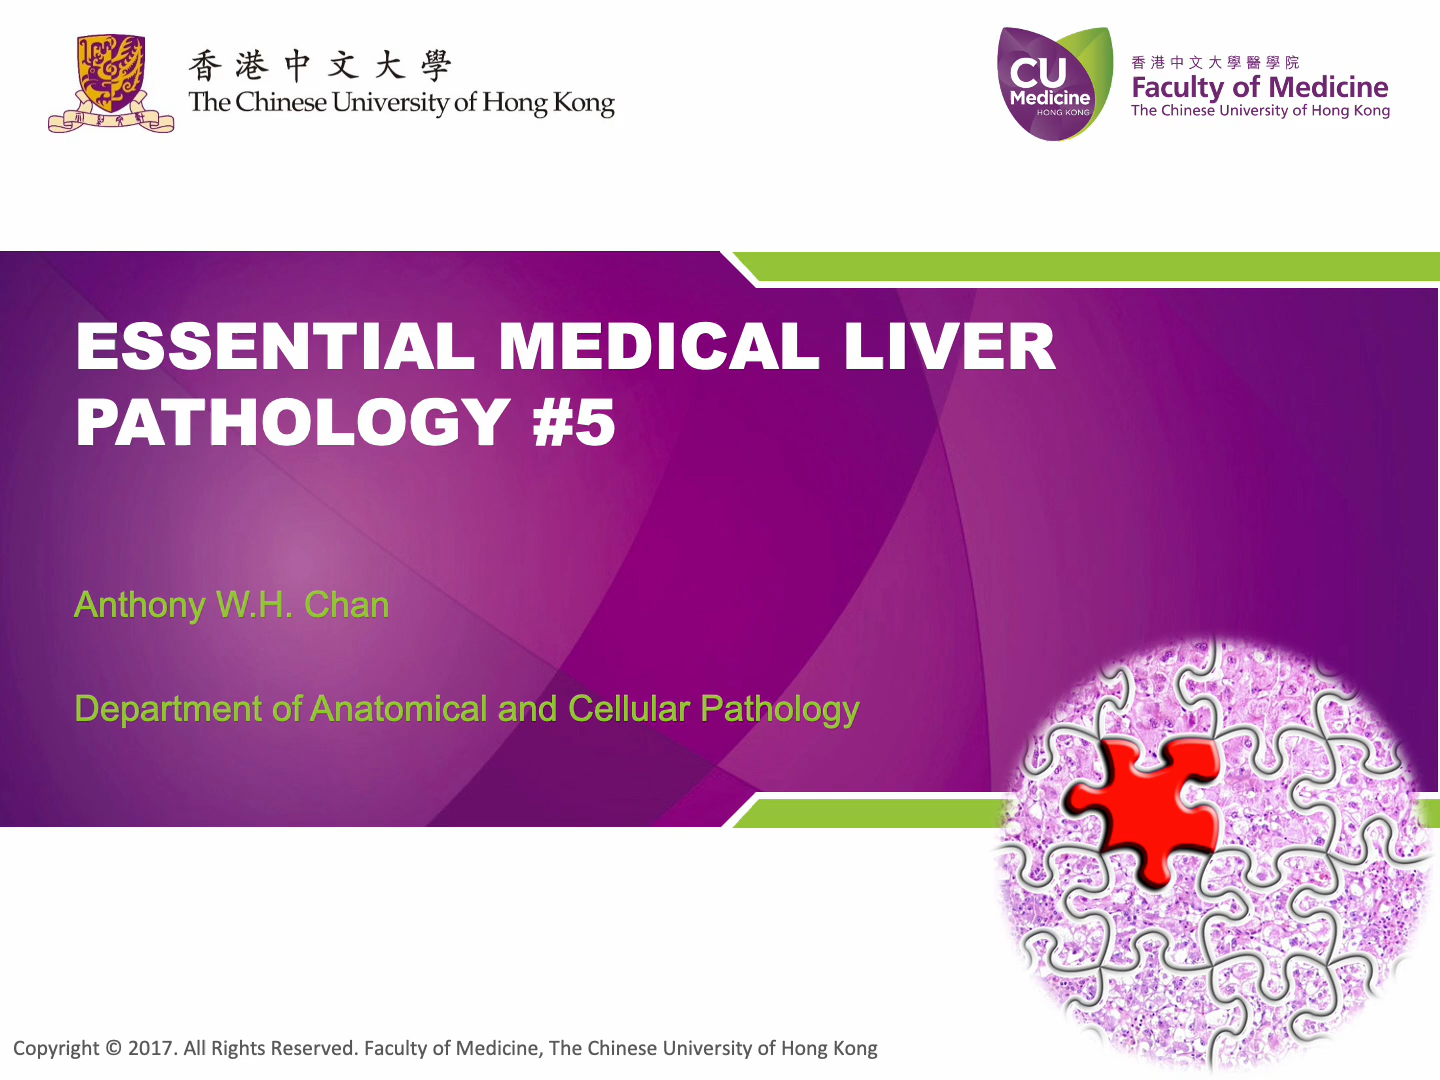 香港中文大學
The Chinese University of Hong Kong
CU
Medicine
HONG KONG
香港中文大學醫學院
Faculty of Medicine
The Chinese University of Hong Kong
ESSENTIAL MEDICAL LIVER
PATHOLOGY #5
Anthony W.H. Chan
Department of Anatomical and Cellular Pathology
Copyright © 2017. All Rights Reserved. Faculty of Medicine, The Chinese University of Hong Kong